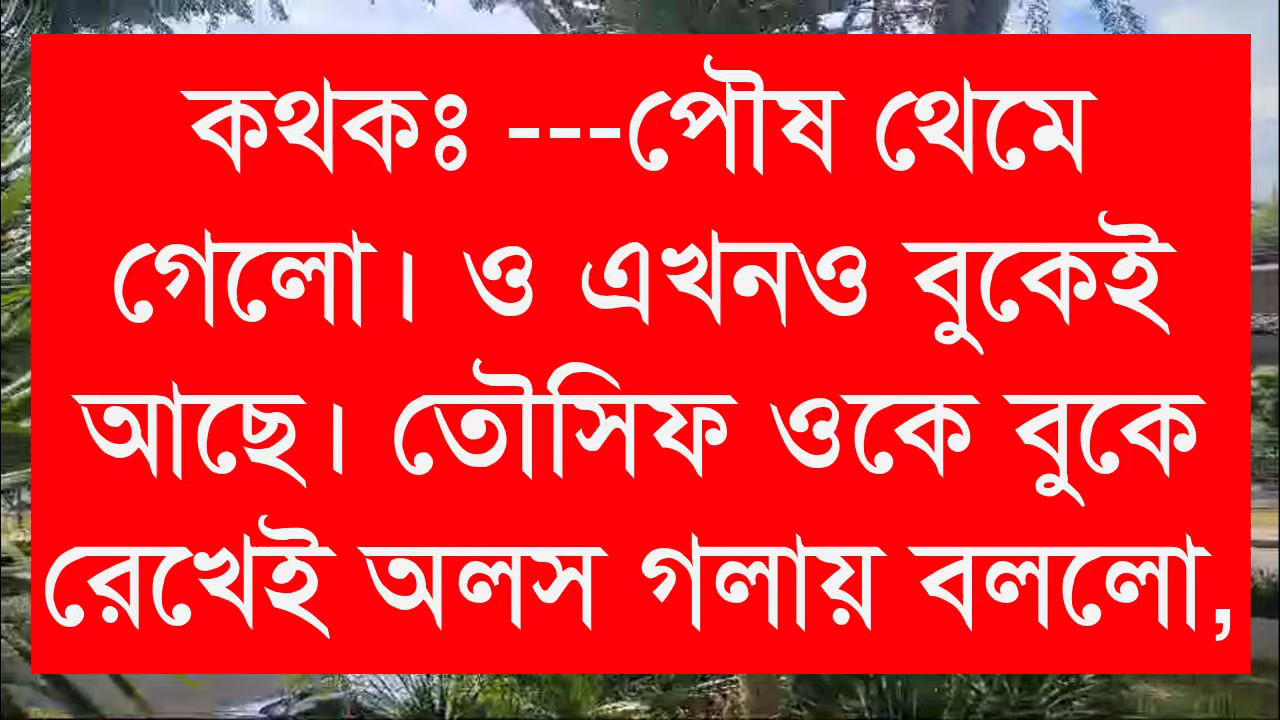 কথকঃ ---পৌষ থেমে
গেলো। ও এখনও বুকেই
আছে। তৌসিফ ওকে বুকে
রেখেই অলস গলায় বললো,